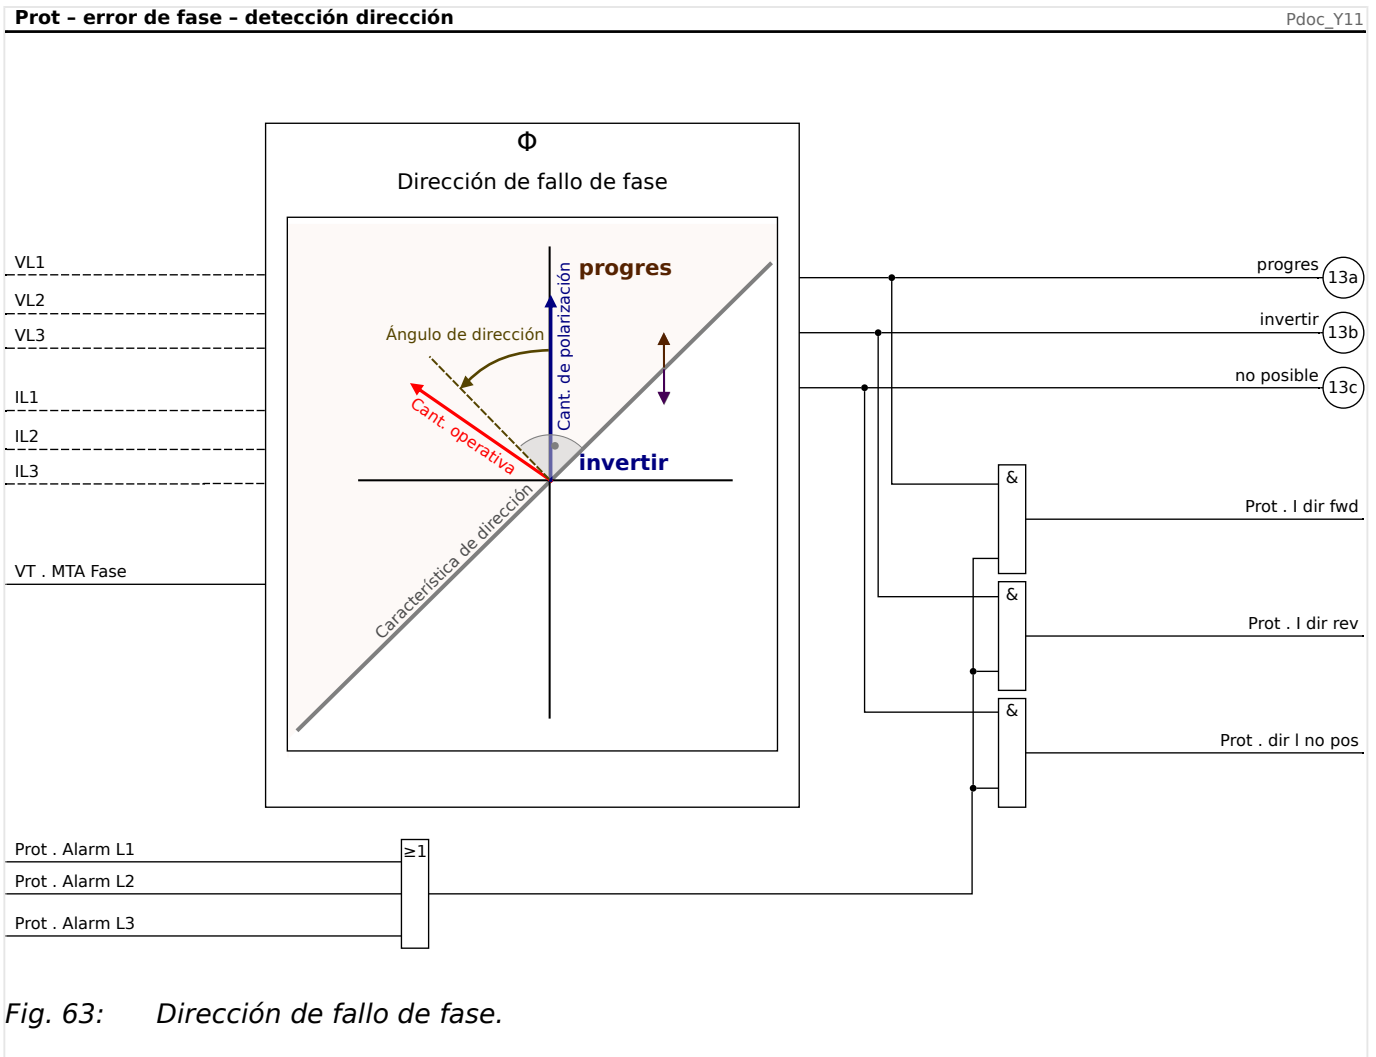 Prot – error de fase – detección dirección
Pdoc_Y11
Φ
Dirección de fallo de fase
VL1
VL2
VL3
IL1
IL2
IL3
VT . MTA Fase
progres
Cant. de polarización
Ángulo de dirección
Cant. operativa
invertir
Característica de dirección
progres
13a
invertir
13b
no posible
13c
&
Prot . I dir fwd
&
Prot . I dir rev
&
Prot . dir I no pos
Prot . Alarm L1
≥1
Prot . Alarm L2
Prot . Alarm L3
Fig. 63: Dirección de fallo de fase.